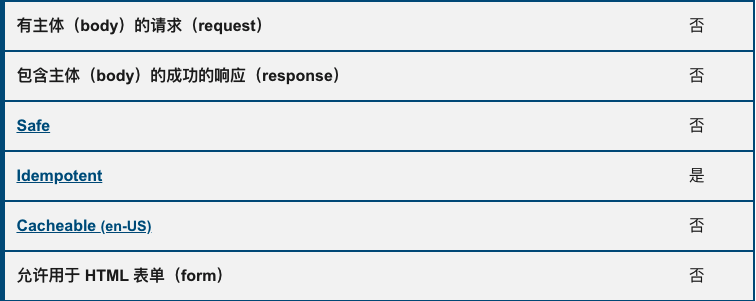 有主体（body）的请求（request） 否
包含主体（body）的成功的响应（response） 否
Safe 否
Idempotent 是
Cacheable (en-US) 否
允许用于 HTML 表单（form） 否